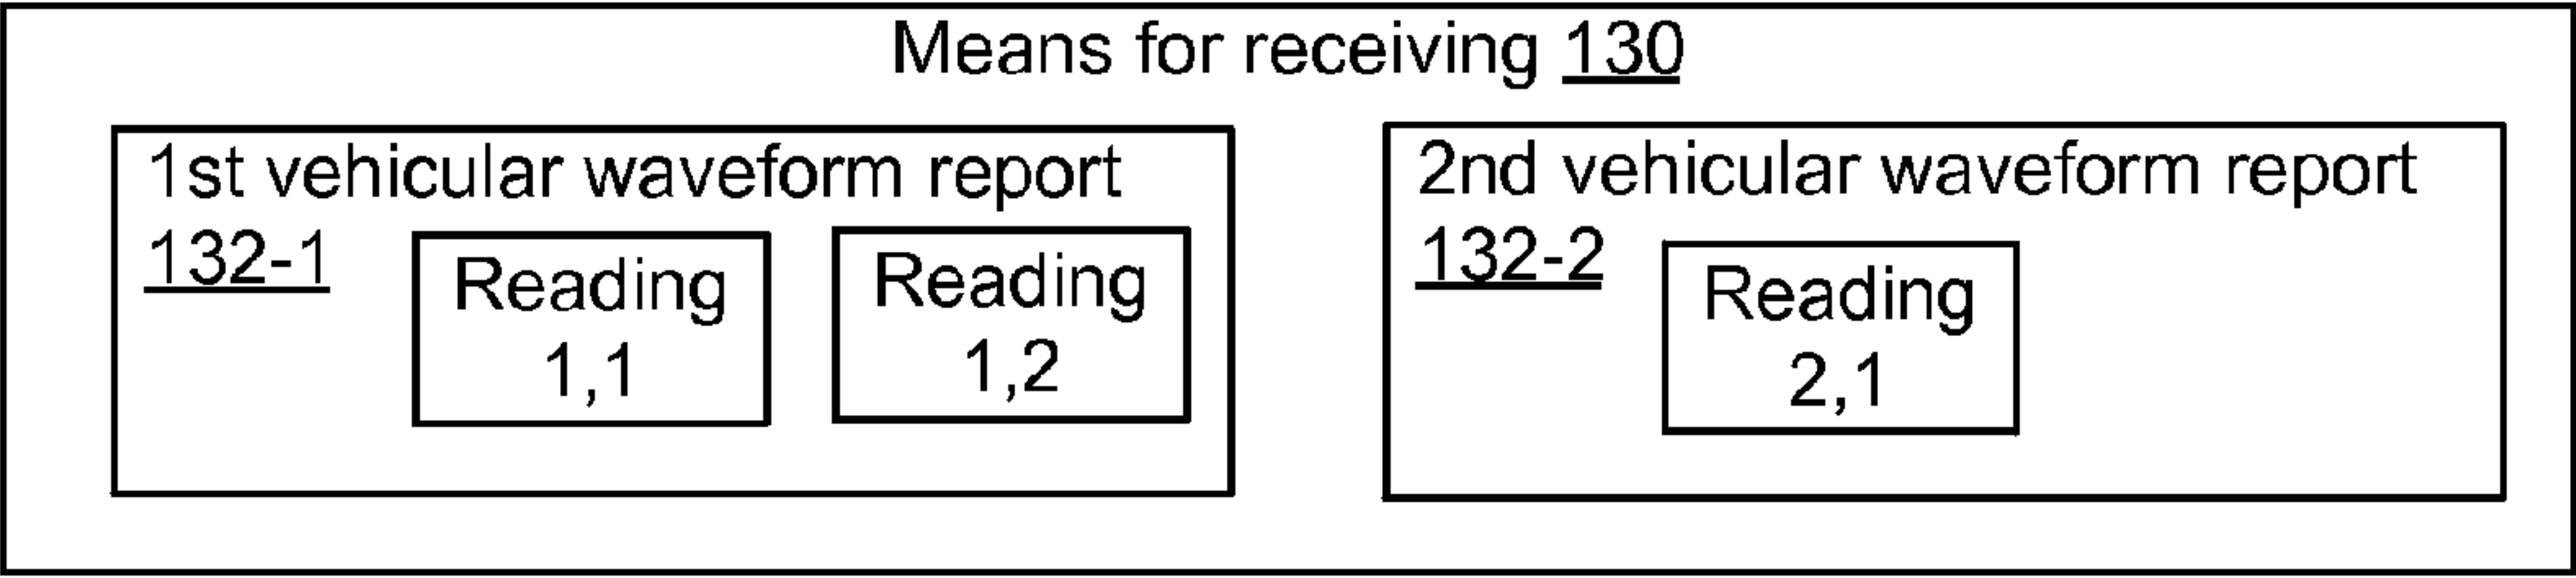 Means for receiving 130
1st vehicular waveform report
132-1
Reading
1,1
Reading
1,2
2nd vehicular waveform report
132-2
Reading
2,1